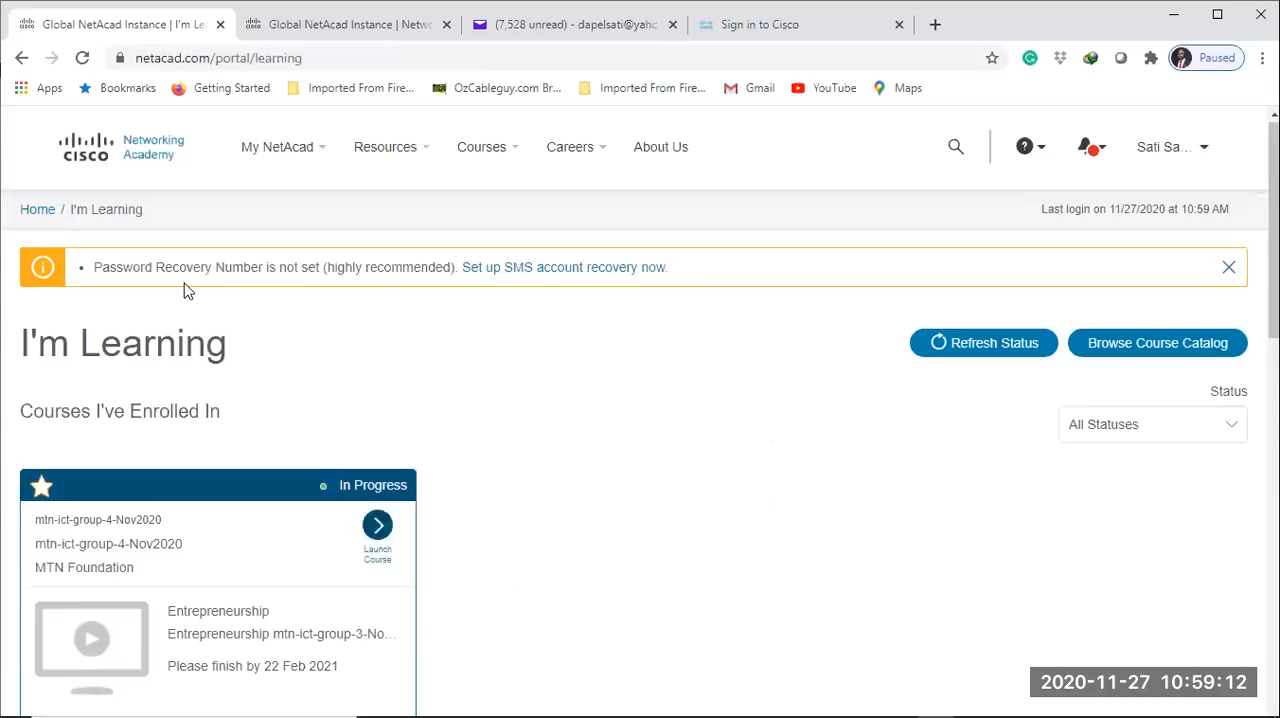 Global NetAcad Instance | I'm Le
Global NetAcad Instance | Netwo
(7,528 unread) - dapelsati@yahc
Sign in to Cisco
netacad.com/portal/learning
Paused
Apps
Bookmarks
Getting Started
Imported From Fire...
OzCableguy.com Br...
Imported From Fire...
Gmail
YouTube
Maps
cisco
Networking
Academy
My NetAcad
Resources
Courses
Careers
About Us
Sati Sa...
Home / I'm Learning
Last login on 11/27/2020 at 10:59 AM
• Password Recovery Number is not set (highly recommended). Set up SMS account recovery now.
I'm Learning
Refresh Status
Browse Course Catalog
Status
Courses I've Enrolled In
All Statuses
In Progress
mtn-ict-group-4-Nov2020
mtn-ict-group-4-Nov2020
Launch
Course
MTN Foundation
Entrepreneurship
Entrepreneurship mtn-ict-group-3-No...
Please finish by 22 Feb 2021
2020-11-27 10:59:12